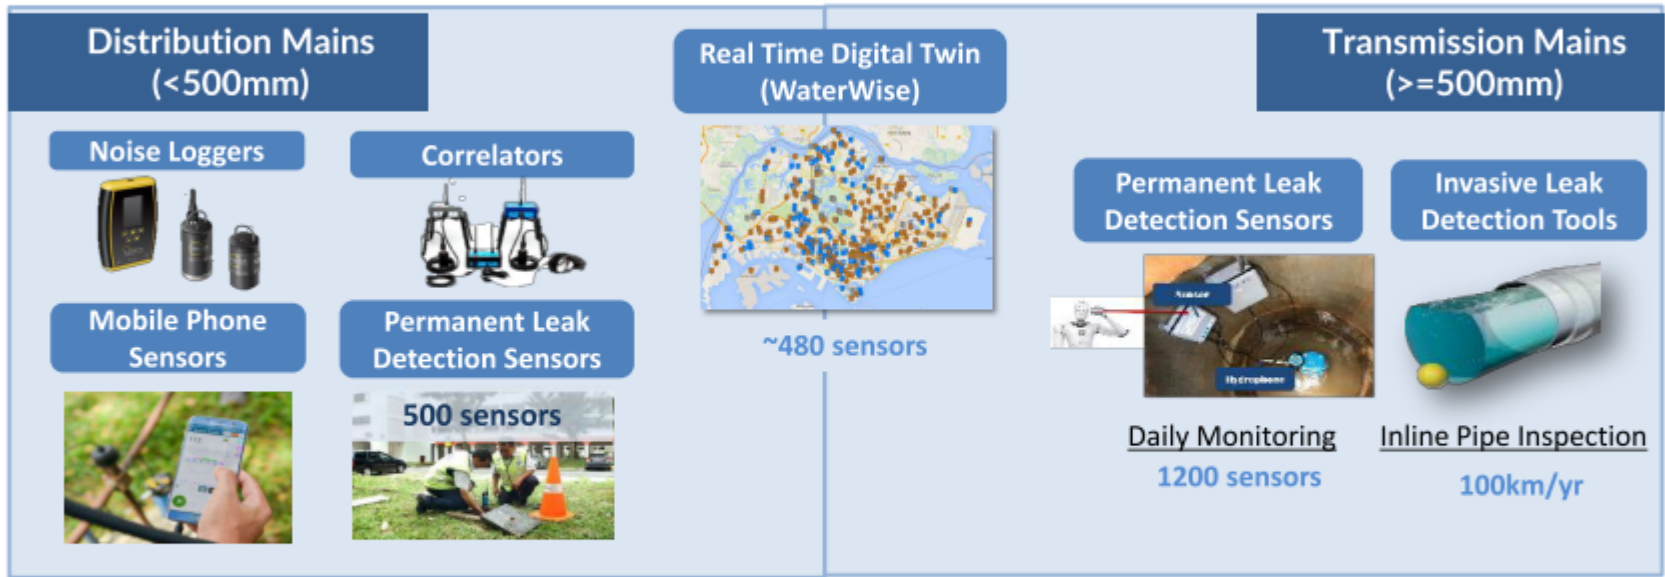 Distribution Mains
(<500mm)
Noise Loggers
Correlators
Mobile Phone
Sensors
Permanent Leak
Detection Sensors
500 sensors
Real Time Digital Twin
(WaterWise)
~480 sensors
Transmission Mains
(>=500mm)
Permanent Leak
Detection Sensors
Sensor
Hydrophone
Daily Monitoring
1200 sensors
Invasive Leak
Detection Tools
Inline Pipe Inspection
100km/yr